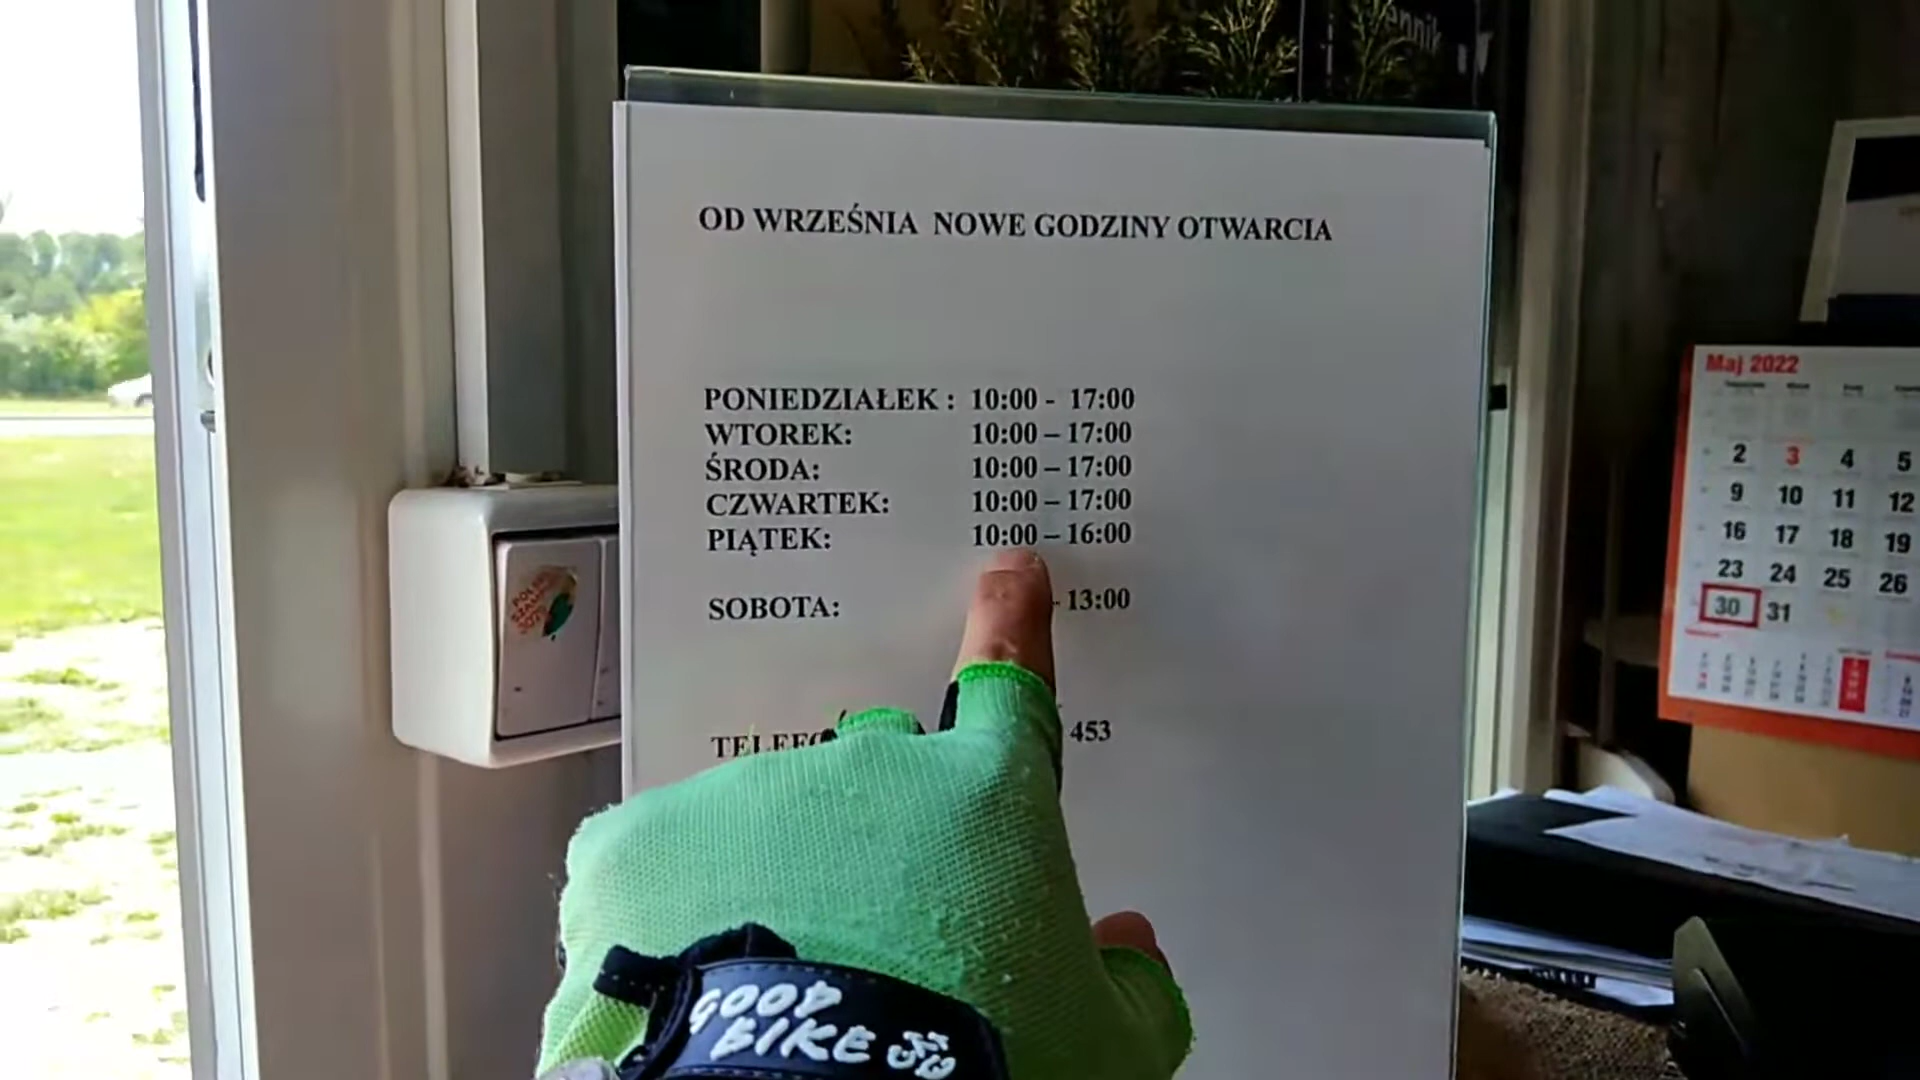 OD WRZEŚNIA NOWE GODZINY OTWARCIA
PONIEDZIAŁEK : 10:00 - 17:00
WTOREK: 10:00 – 17:00
ŚRODA: 10:00 – 17:00
CZWARTEK: 10:00 – 17:00
PIĄTEK: 10:00 – 16:00
SOBOTA: - 13:00
453
GOOD
BIKE
Maj 2022
2 3 4 5
9 10 11 12
16 17 18 19
23 24 25 26
30 31